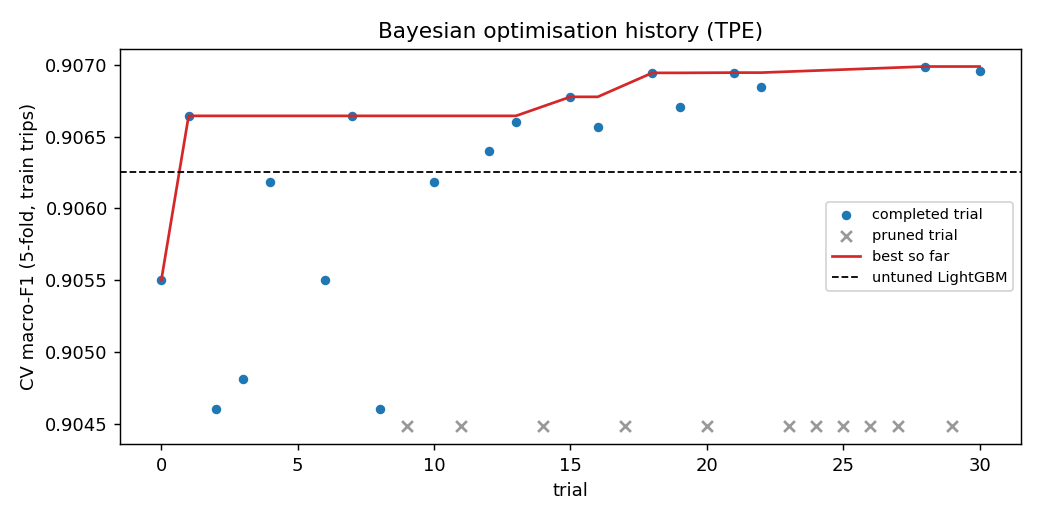 Bayesian optimisation history (TPE)
CV macro-F1 (5-fold, train trips)
0.9070
0.9065
0.9060
0.9055
0.9050
0.9045
completed trial
pruned trial
best so far
untuned LightGBM
0 5 10 15 20 25 30
trial